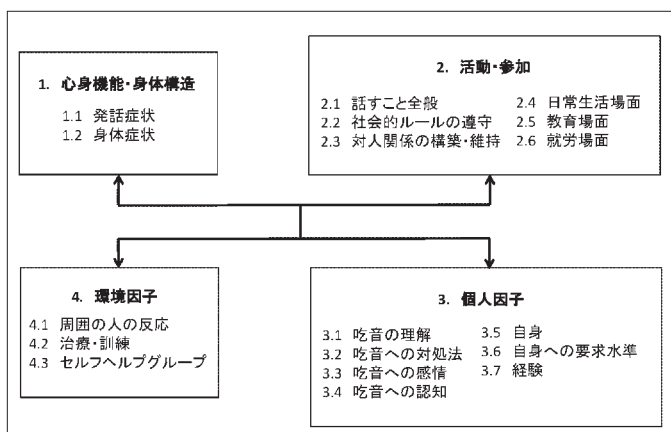 1. 心身機能・身体構造
1.1 発話症状
1.2 身体症状
2. 活動・参加
2.1 話すこと全般
2.2 社会的ルールの遵守
2.3 対人関係の構築・維持
2.4 日常生活場面
2.5 教育場面
2.6 就労場面
4. 環境因子
4.1 周囲の人の反応
4.2 治療・訓練
4.3 セルフヘルプグループ
3. 個人因子
3.1 吃音の理解
3.2 吃音への対処法
3.3 吃音への感情
3.4 吃音への認知
3.5 自身
3.6 自身への要求水準
3.7 経験